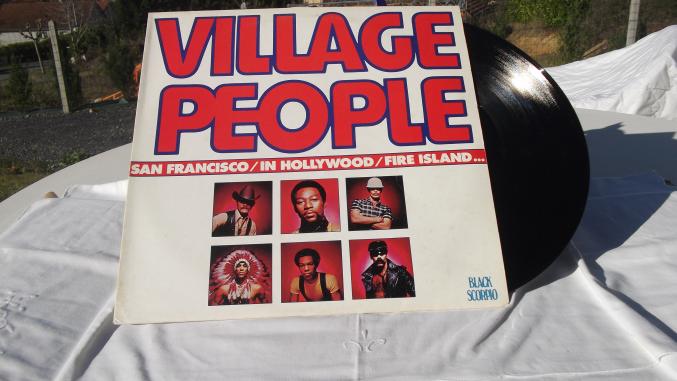 VILLAGE
PEOPLE
SAN FRANCISCO/IN HOLLYWOOD/FIRE ISLAND...
BLACK
SCORPIO